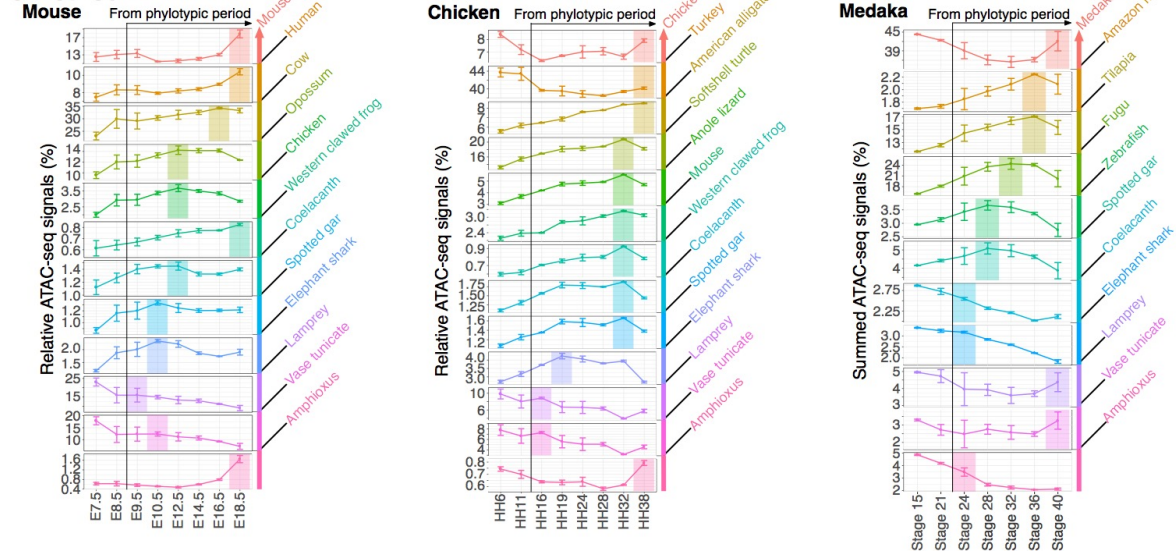 Mouse
From phylotypic period
Mouse
Human
Cow
Opossum
Chicken
Western clawed frog
Coelacanth
Spotted gar
Elephant shark
Lamprey
Vase tunicate
Amphioxus
Relative ATAC-seq signals (%)
17
13
10
8
35
30
25
14
12
10
3.5
2.5
0.8
0.7
0.6
1.4
1.2
1.0
1.2
1.0
2.0
1.5
25
15
20
15
10
1.6
1.2
0.8
0.4
E7.5
E8.5
E9.5
E10.5
E12.5
E14.5
E16.5
E18.5
Chicken
From phylotypic period
Turkey
American alligat
Softshell turtle
Anole lizard
Mouse
Western clawed frog
Coelacanth
Spotted gar
Elephant shark
Lamprey
Vase tunicate
Amphioxus
Relative ATAC-seq signals (%)
8
7
44
40
8
7
6
20
16
5
4
3
3.0
2.4
0.9
0.7
1.75
1.50
1.25
1.6
1.4
1.2
4.0
3.5
3.0
10
6
8
6
4
0.8
0.7
0.6
HH6
HH11
HH16
HH19
HH24
HH28
HH32
HH38
Medaka
From phylotypic period
Medaka
Amazon
Tilapia
Fugu
Zebrafish
Spotted gar
Coelacanth
Elephant shark
Lamprey
Vase tunicate
Amphioxus
Summed ATAC-seq signals (%)
45
39
2.2
2.0
1.8
17
15
13
24
21
18
3.5
3.0
2.5
5
4
2.75
2.25
3.0
2.5
2.0
5
4
3
3
2
5
4
3
2
Stage 15
Stage 21
Stage 24
Stage 28
Stage 32
Stage 36
Stage 40